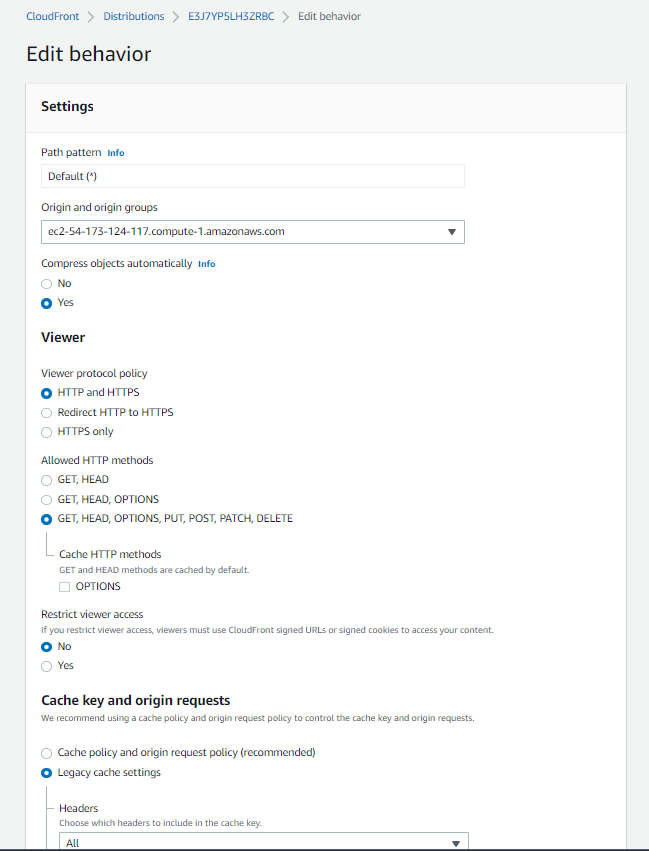 CloudFront > Distributions > E3J7YP5LH3ZRBC > Edit behavior
Edit behavior
Settings
Path pattern Info
Default (*)
Origin and origin groups
ec2-54-173-124-117.compute-1.amazonaws.com
Compress objects automatically Info
No
Yes
Viewer
Viewer protocol policy
HTTP and HTTPS
Redirect HTTP to HTTPS
HTTPS only
Allowed HTTP methods
GET, HEAD
GET, HEAD, OPTIONS
GET, HEAD, OPTIONS, PUT, POST, PATCH, DELETE
Cache HTTP methods
GET and HEAD methods are cached by default.
OPTIONS
Restrict viewer access
If you restrict viewer access, viewers must use CloudFront signed URLs or signed cookies to access your content.
No
Yes
Cache key and origin requests
We recommend using a cache policy and origin request policy to control the cache key and origin requests.
Cache policy and origin request policy (recommended)
Legacy cache settings
Headers
Choose which headers to include in the cache key.
All